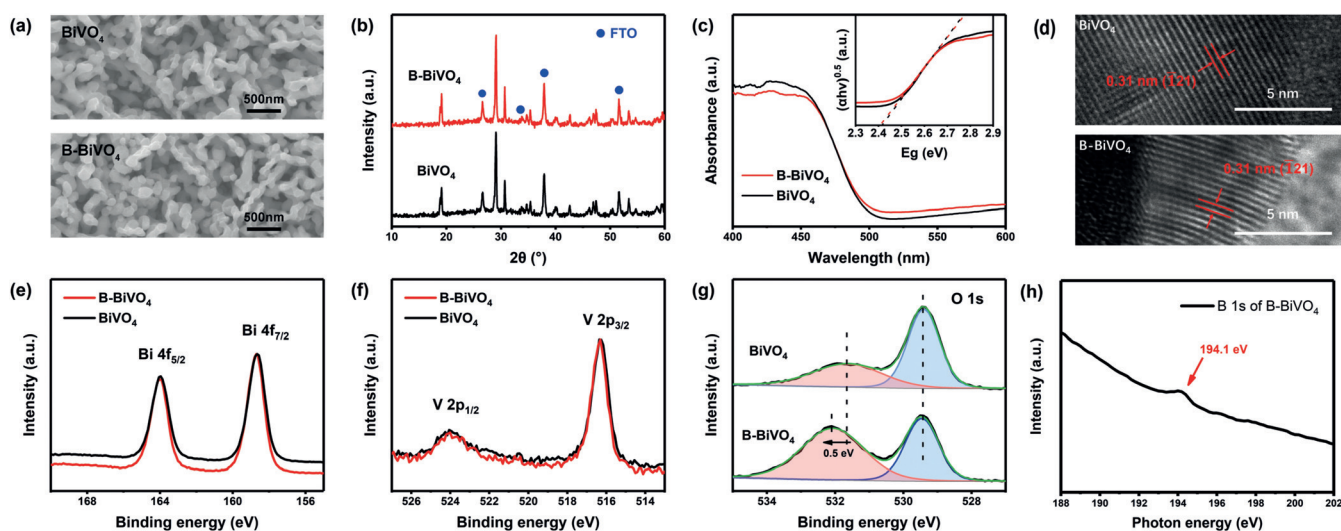 (a)
BiVO₄
500nm
B-BiVO₄
500nm
(b)
FTO
B-BiVO₄
BiVO₄
Intensity (a.u.)
10 20 30 40 50 60
2θ (°)
(c)
(αhv)^0.5 (a.u.)
2.3 2.4 2.5 2.6 2.7 2.8 2.9
Eg (eV)
B-BiVO₄
BiVO₄
Absorbance (a.u.)
400 450 500 550 600
Wavelength (nm)
(d)
BiVO₄
0.31 nm (1̅21)
5 nm
B-BiVO₄
0.31 nm (1̅21)
5 nm
(e)
B-BiVO₄
BiVO₄
Bi 4f₇/₂
Bi 4f₅/₂
Intensity (a.u.)
168 164 160 156
Binding energy (eV)
(f)
B-BiVO₄
BiVO₄
V 2p₃/₂
V 2p₁/₂
Intensity (a.u.)
526 524 522 520 518 516 514
Binding energy (eV)
(g)
O 1s
BiVO₄
B-BiVO₄
0.5 eV
Intensity (a.u.)
534 532 530 528
Binding energy (eV)
(h)
B 1s of B-BiVO₄
194.1 eV
Intensity (a.u.)
188 190 192 194 196 198 200 202
Photon energy (eV)